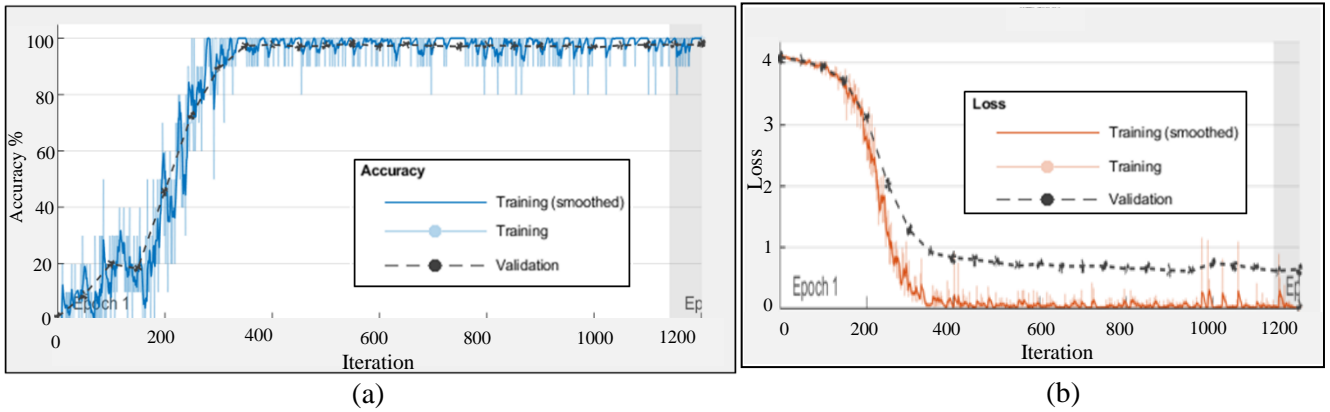 100
80
60
40
20
0
Accuracy %
Accuracy
Training (smoothed)
Training
Validation
Epoch 1
Ep
0 200 400 600 800 1000 1200
Iteration
(a)
4
3
2
1
0
Loss
Loss
Training (smoothed)
Training
Validation
Epoch 1
Ep
0 200 400 600 800 1000 1200
Iteration
(b)